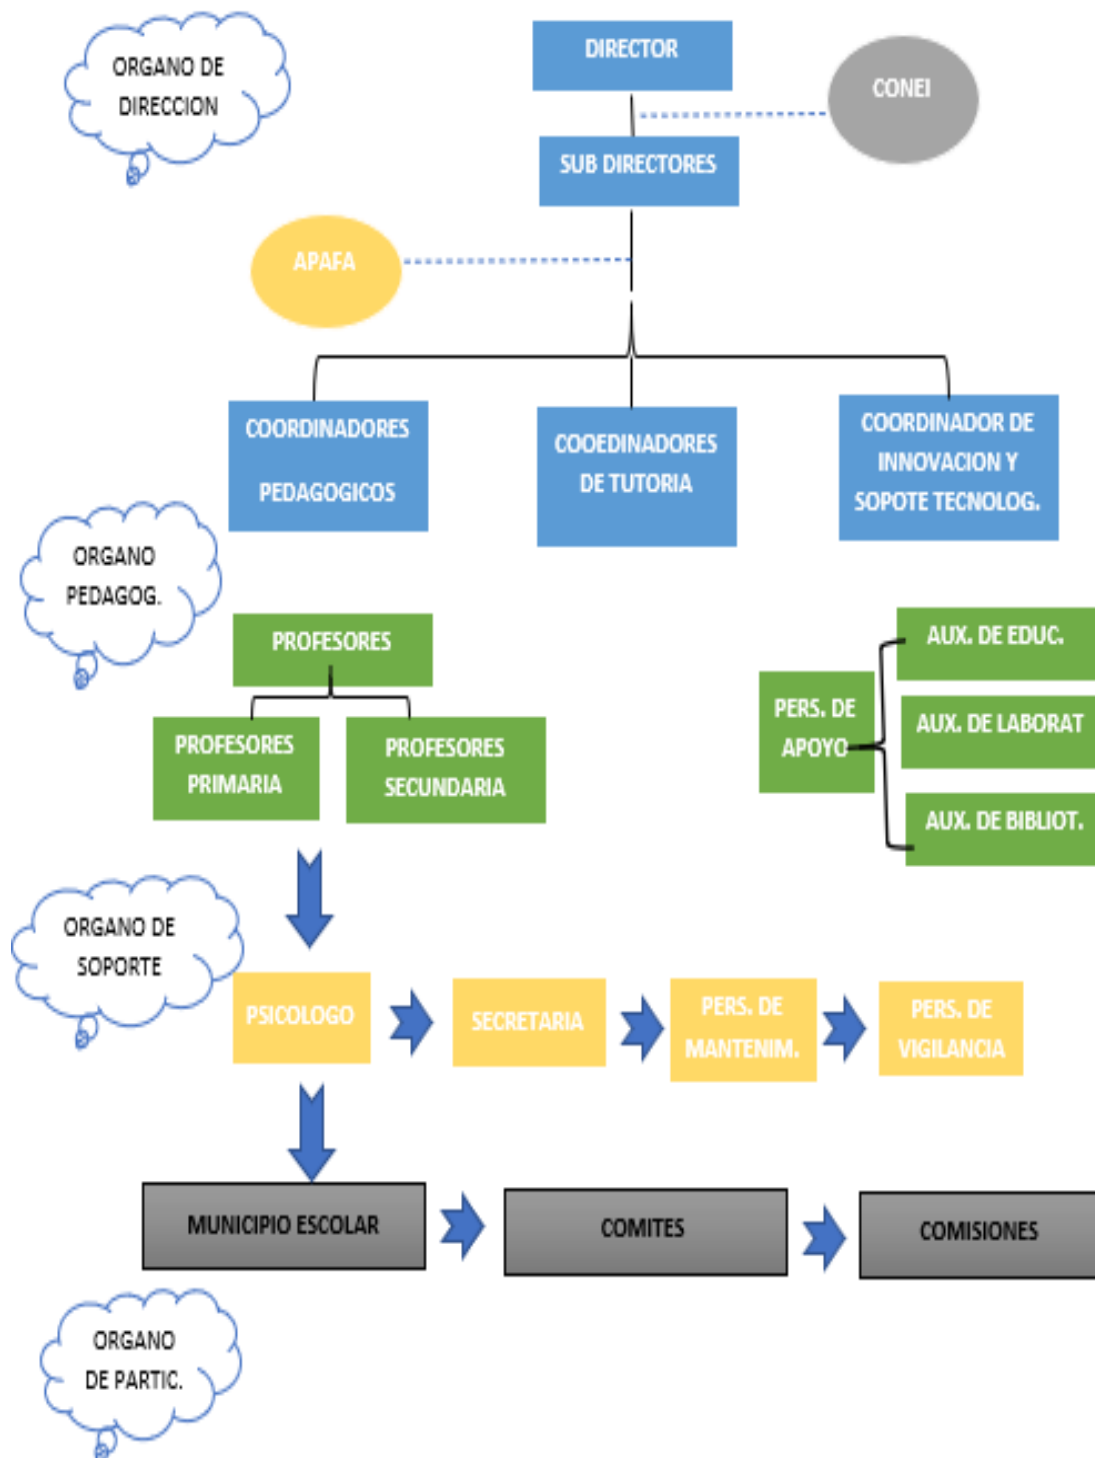 ORGANO DE
DIRECCION
DIRECTOR
CONEI
SUB DIRECTORES
APAFA
COORDINADORES
PEDAGOGICOS
COOEDINADORES
DE TUTORIA
COORDINADOR DE
INNOVACION Y
SOPOTE TECNOLOG.
ORGANO
PEDAGOG.
PROFESORES
PROFESORES
PRIMARIA
PROFESORES
SECUNDARIA
PERS. DE
APOYO
AUX. DE EDUC.
AUX. DE LABORAT
AUX. DE BIBLIOT.
ORGANO DE
SOPORTE
PSICOLOGO
SECRETARIA
PERS. DE
MANTENIM.
PERS. DE
VIGILANCIA
MUNICIPIO ESCOLAR
COMITES
COMISIONES
ORGANO
DE PARTIC.